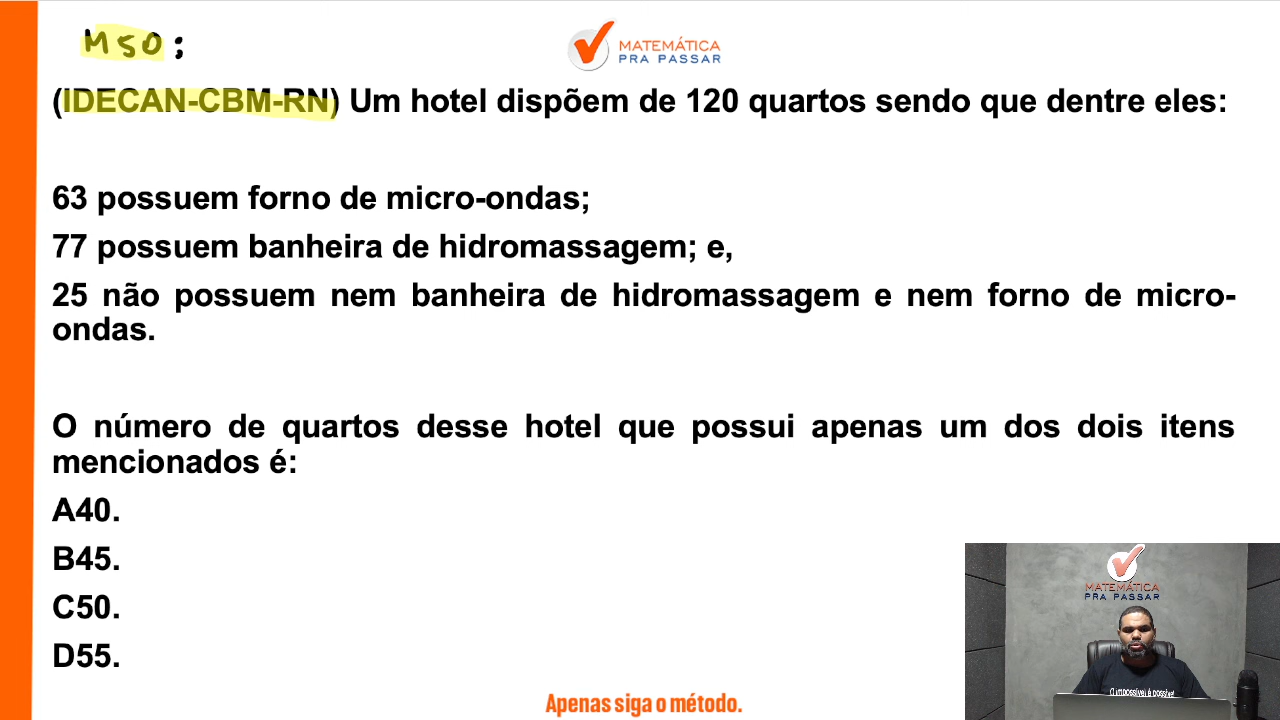 M50:
MATEMÁTICA
PRA PASSAR
(IDECAN-CBM-RN) Um hotel dispõem de 120 quartos sendo que dentre eles:
63 possuem forno de micro-ondas;
77 possuem banheira de hidromassagem; e,
25 não possuem nem banheira de hidromassagem e nem forno de micro-
ondas.
O número de quartos desse hotel que possui apenas um dos dois itens
mencionados é:
A40.
B45.
C50.
D55.
MATEMÁTICA
PRA PASSAR
O impossível é possível
Apenas siga o método.